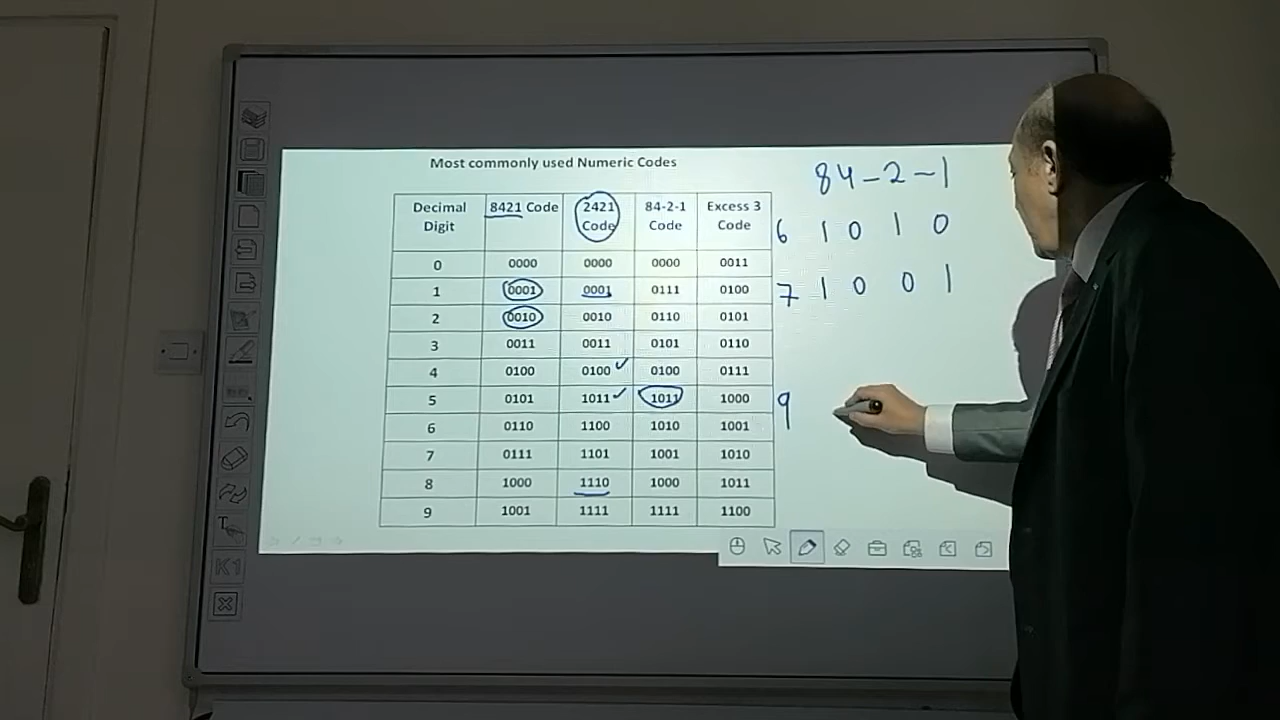 Most commonly used Numeric Codes
Decimal Digit 8421 Code 2421 Code 84-2-1 Code Excess 3 Code
0 0000 0000 0000 0011
1 0001 0001 0111 0100
2 0010 0010 0110 0101
3 0011 0011 0101 0110
4 0100 0100 0100 0111
5 0101 1011 1011 1000
6 0110 1100 1010 1001
7 0111 1101 1001 1010
8 1000 1110 1000 1011
9 1001 1111 1111 1100
84-2-1
6 1 0 1 0
7 1 0 0 1
9
T
K1